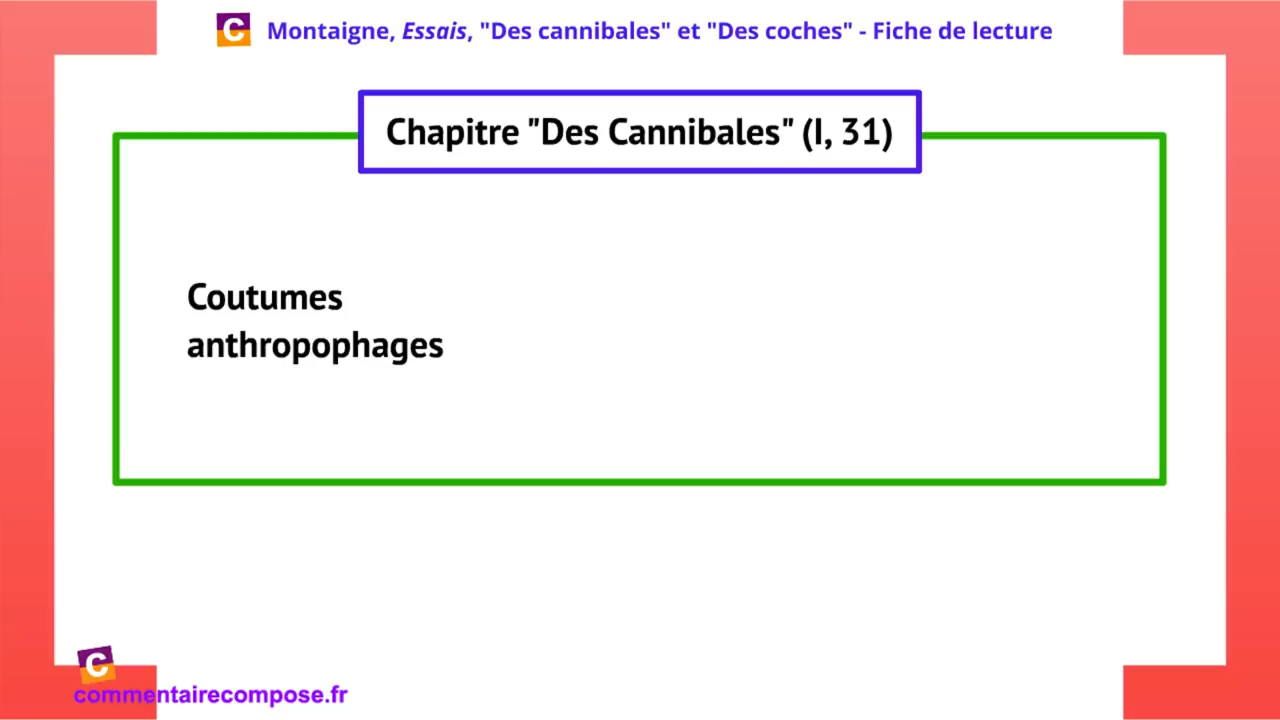 C Montaigne, Essais, "Des cannibales" et "Des coches" - Fiche de lecture
Chapitre "Des Cannibales" (I, 31)
Coutumes
anthropophages
C
commentairecompose.fr